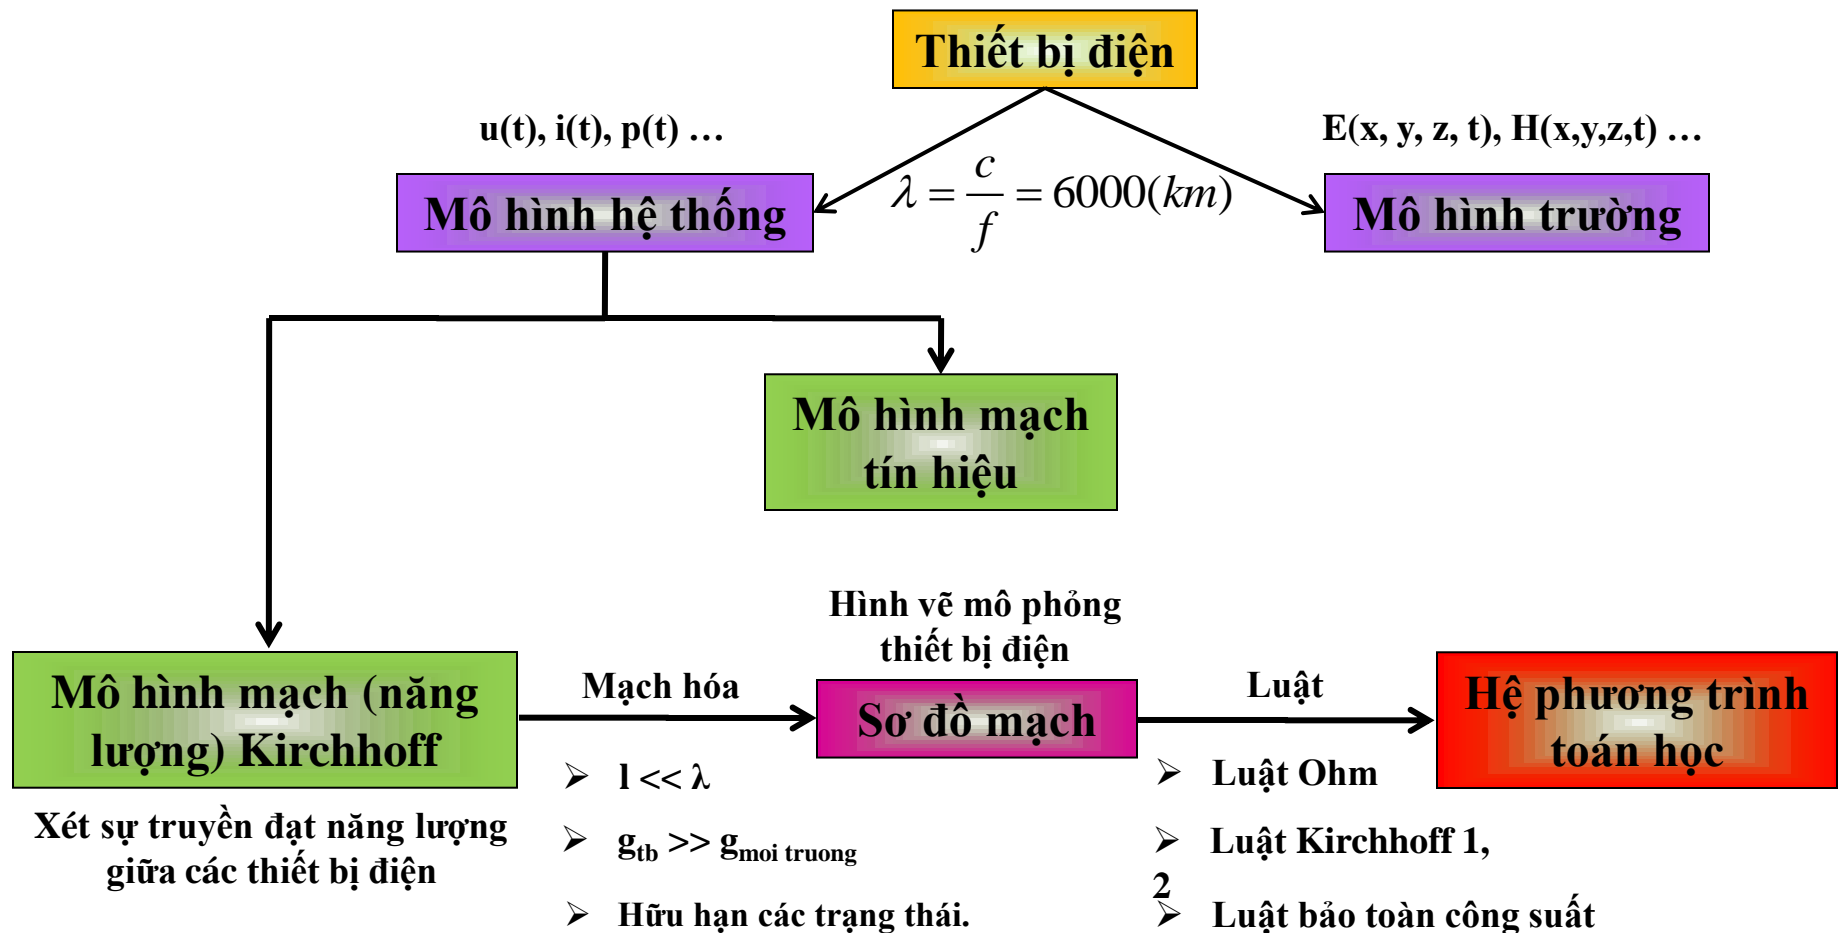 Thiết bị điện
u(t), i(t), p(t) …
E(x, y, z, t), H(x,y,z,t) …
Mô hình hệ thống
λ = c/f = 6000(km)
Mô hình trường
Mô hình mạch
tín hiệu
Hình vẽ mô phỏng
thiết bị điện
Mô hình mạch (năng
lượng) Kirchhoff
Mạch hóa
Sơ đồ mạch
Luật
Hệ phương trình
toán học
Xét sự truyền đạt năng lượng
giữa các thiết bị điện
➢ l << λ
➢ g_tb >> g_moi truong
➢ Hữu hạn các trạng thái.
➢ Luật Ohm
➢ Luật Kirchhoff 1,
2
➢ Luật bảo toàn công suất